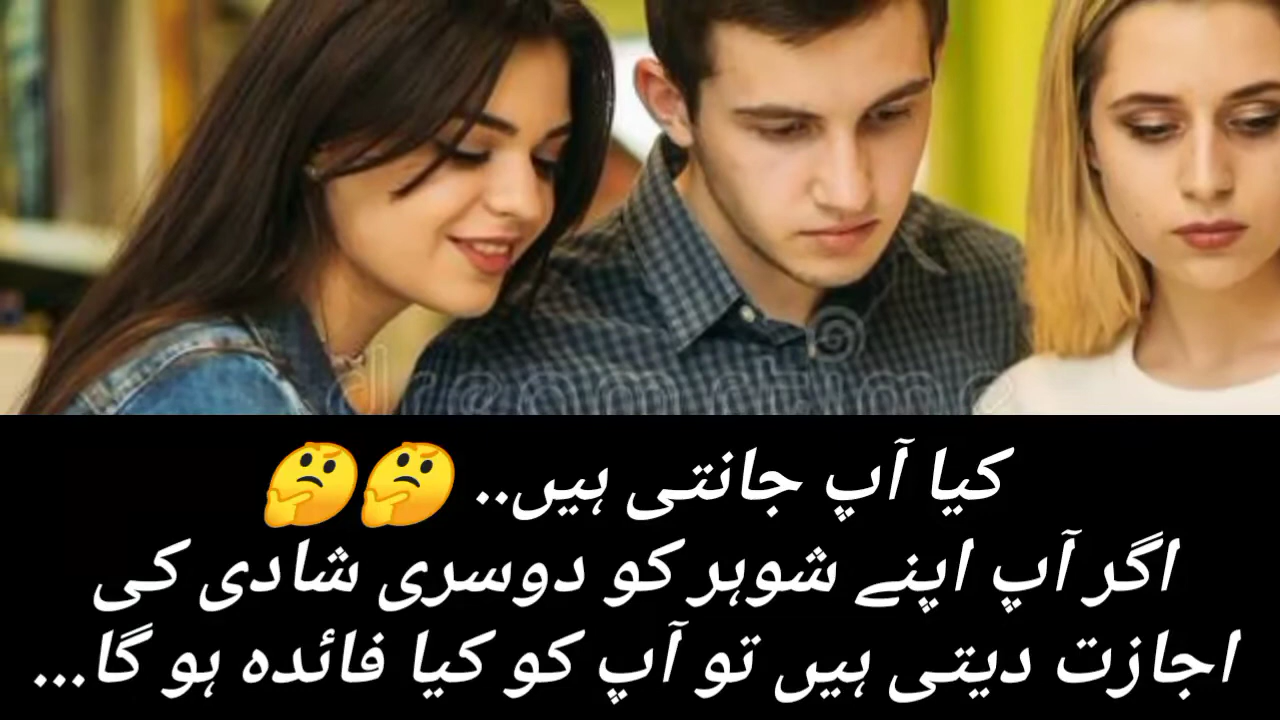 dreamstime
کیا آپ جانتی ہیں.. 🤔🤔
اگر آپ اپنے شوہر کو دوسری شادی کی
اجازت دیتی ہیں تو آپ کو کیا فائدہ ہو گا...